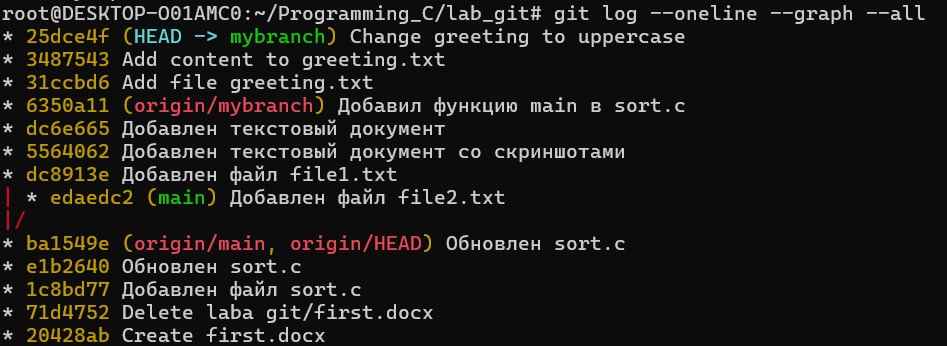 root@DESKTOP-O01AMC0:~/Programming_C/lab_git# git log --oneline --graph --all
* 25dce4f (HEAD -> mybranch) Change greeting to uppercase
* 3487543 Add content to greeting.txt
* 31ccbd6 Add file greeting.txt
* 6350a11 (origin/mybranch) Добавил функцию main в sort.c
* dc6e665 Добавлен текстовый документ
* 5564062 Добавлен текстовый документ со скриншотами
* dc8913e Добавлен файл file1.txt
| * edaedc2 (main) Добавлен файл file2.txt
|/
* ba1549e (origin/main, origin/HEAD) Обновлен sort.c
* e1b2640 Обновлен sort.c
* 1c8bd77 Добавлен файл sort.c
* 71d4752 Delete laba git/first.docx
* 20428ab Create first.docx